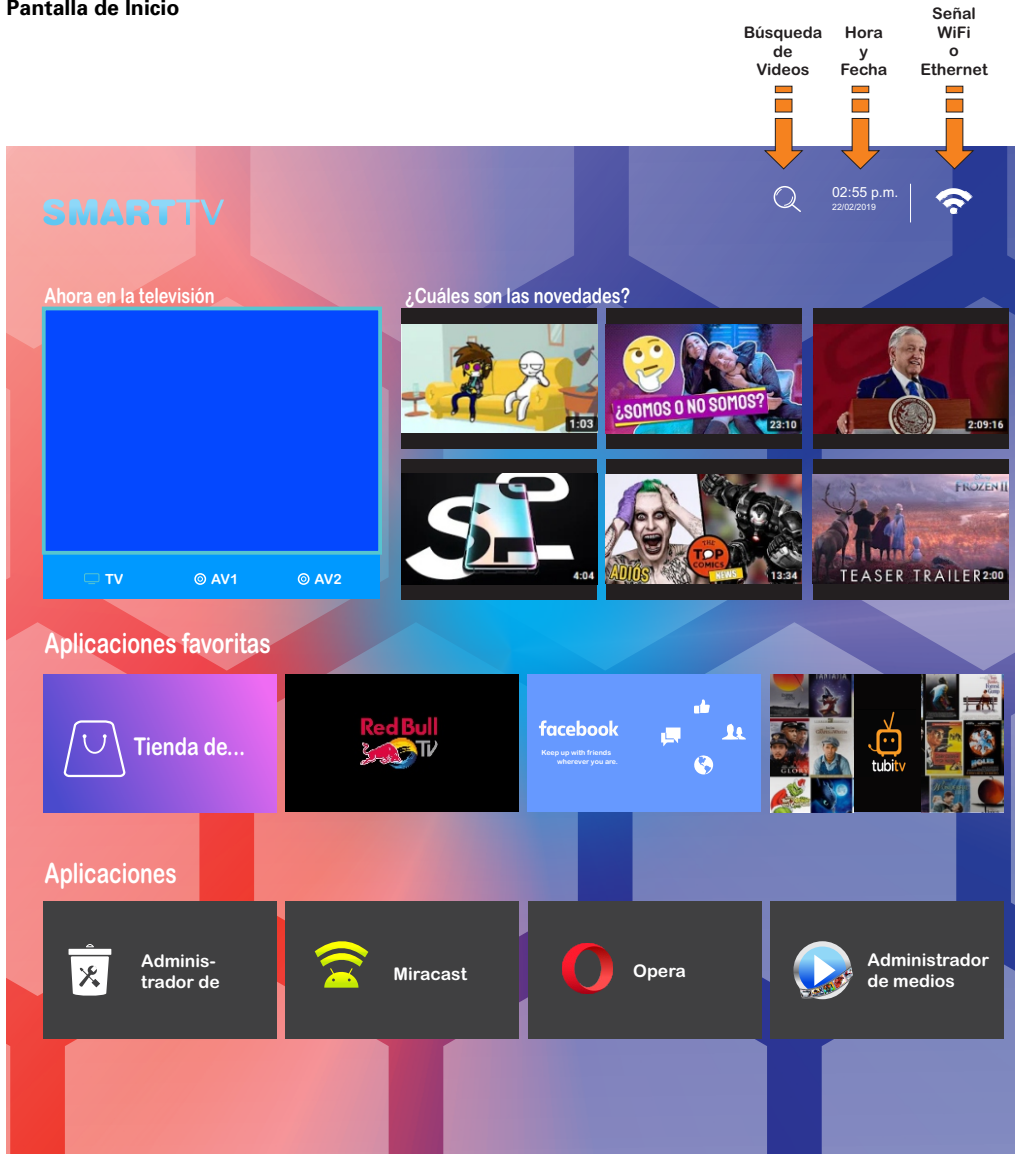 Pantalla de Inicio
Búsqueda
de
Videos
Hora
y
Fecha
Señal
WiFi
o
Ethernet
SMARTTV
02:55 p.m.
22/02/2019
Ahora en la televisión
¿Cuáles son las novedades?
1:03
¿SOMOS O NO SOMOS?
23:10
2:09:16
4:04
ADIÓS
THE
TOP
COMICS
NEWS
13:34
Disney
FROZEN II
TEASER TRAILER
2:00
TV
AV1
AV2
Aplicaciones favoritas
Tienda de...
Red Bull
TV
facebook
Keep up with friends
wherever you are.
FANTASIA
GLORY
tubitv
HOLES
Aplicaciones
Adminis-
trador de
Miracast
Opera
Administrador
de medios